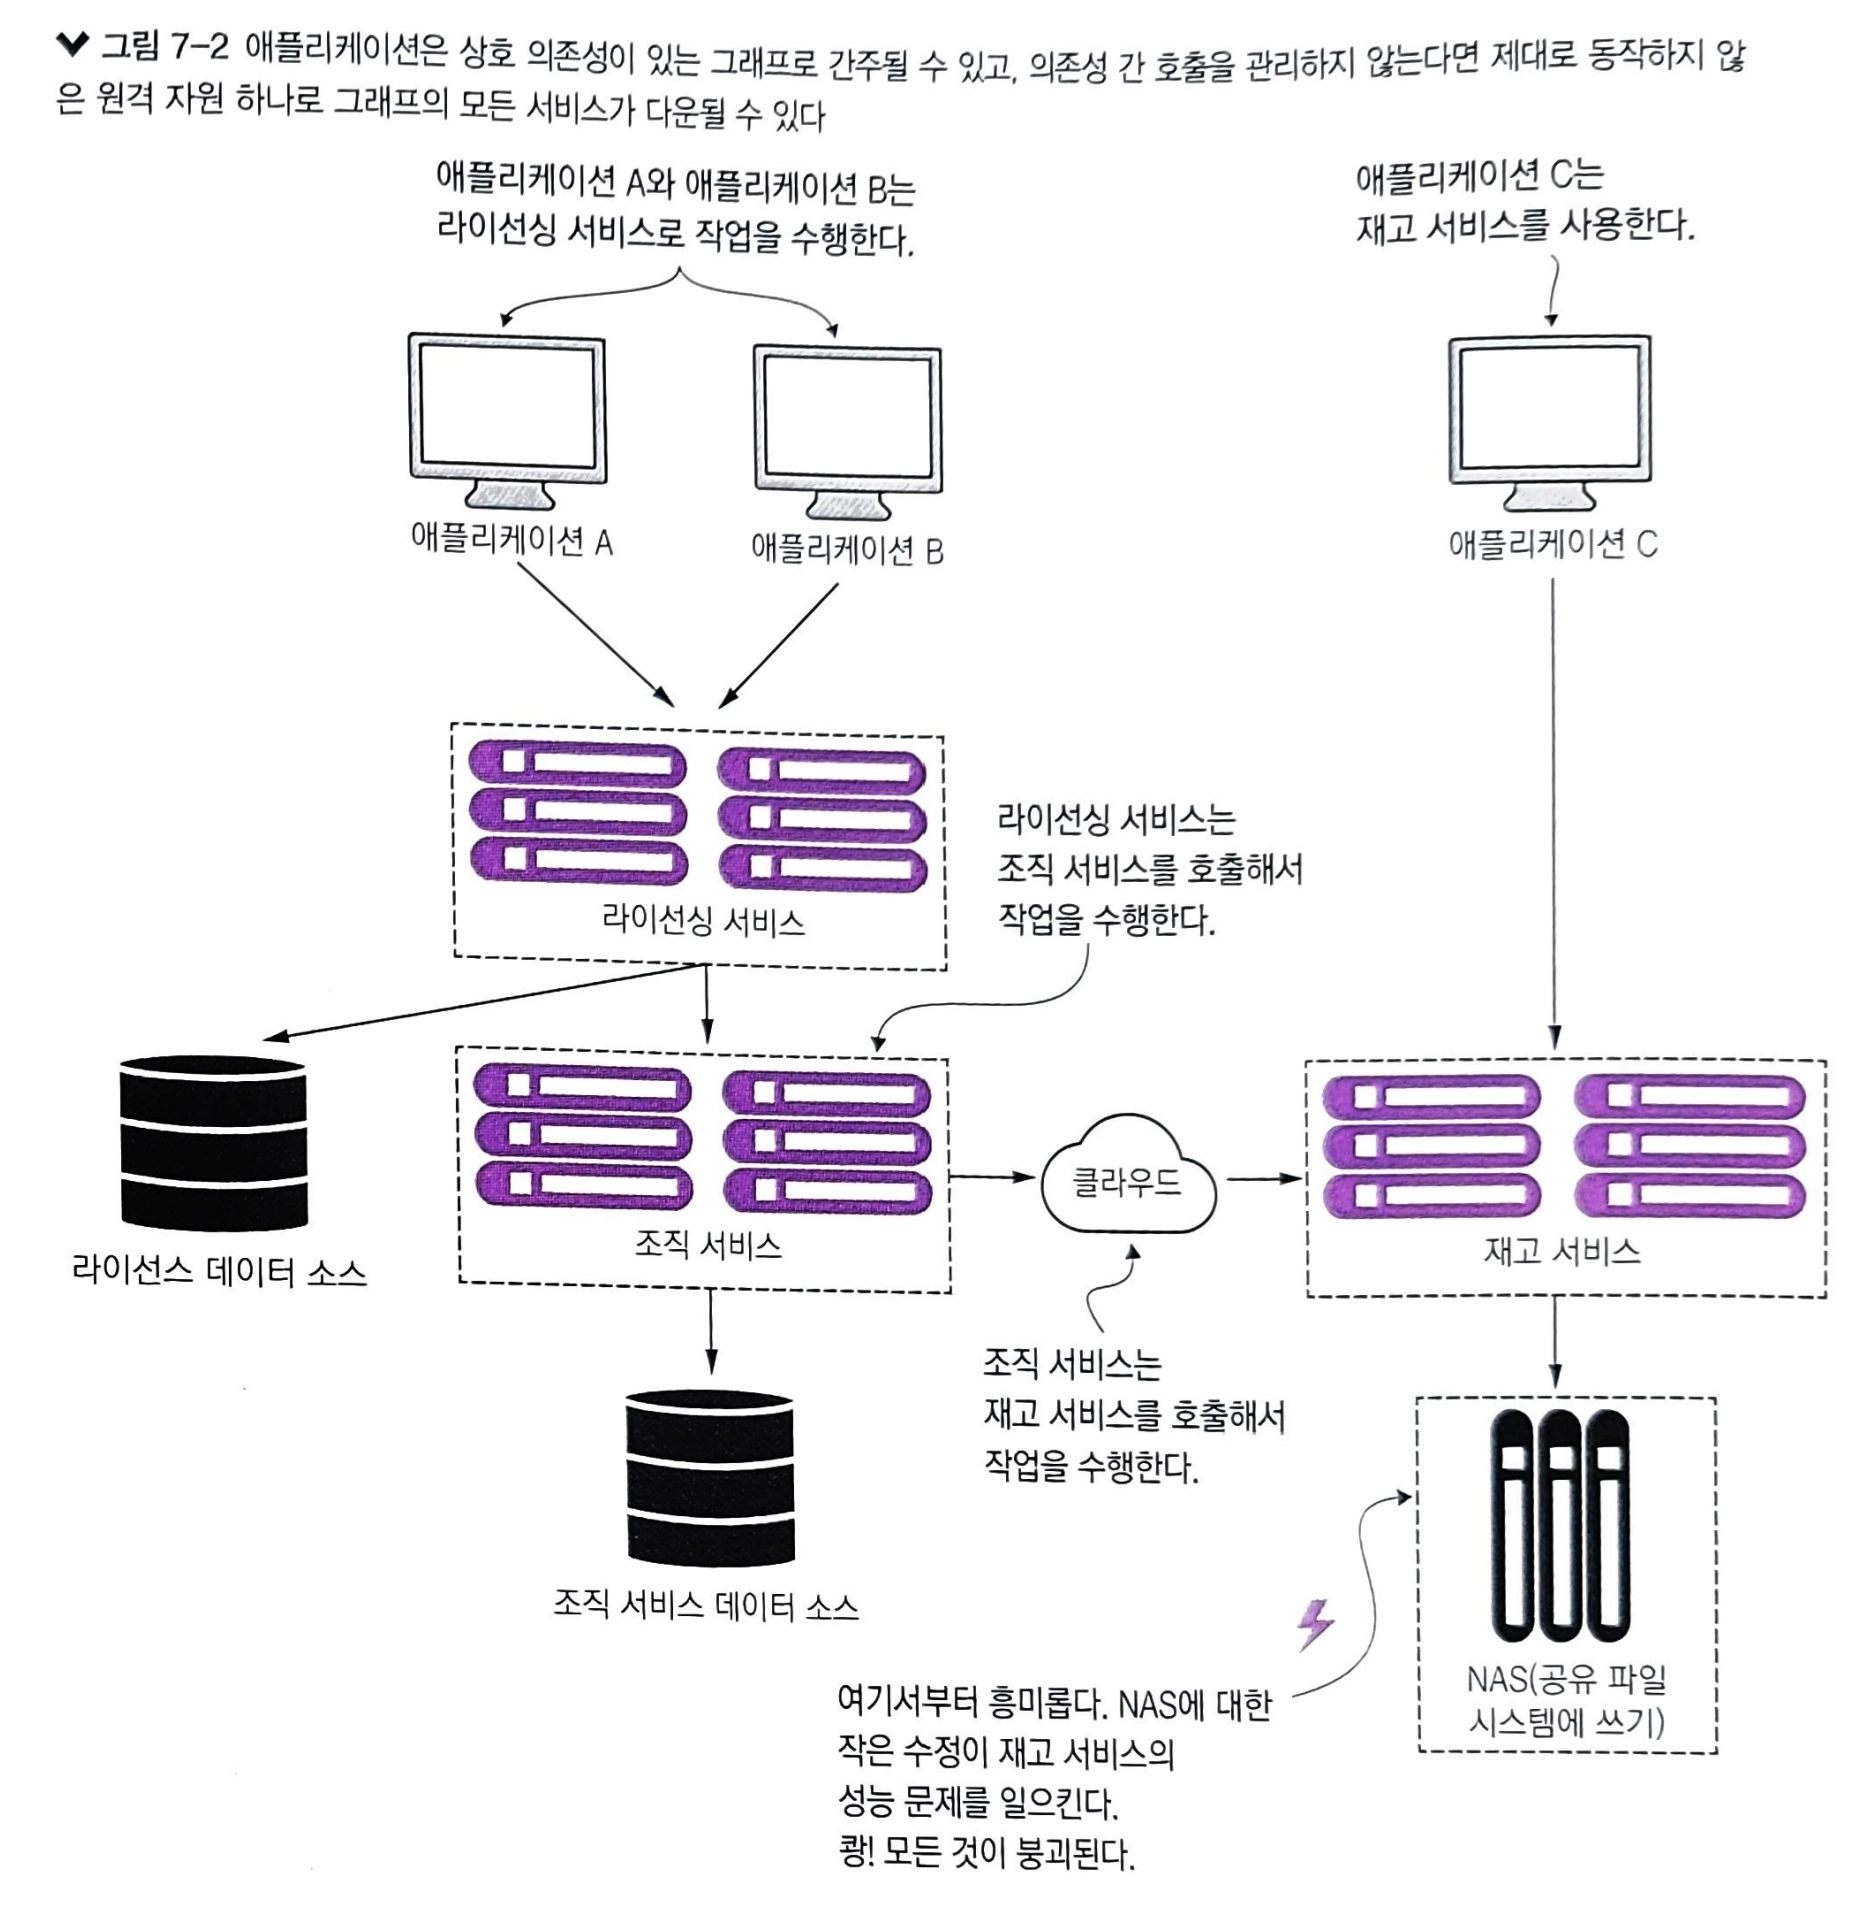 그림 7-2 애플리케이션은 상호 의존성이 있는 그래프로 간주될 수 있고, 의존성 간 호출을 관리하지 않는다면 제대로 동작하지 않
은 원격 자원 하나로 그래프의 모든 서비스가 다운될 수 있다
애플리케이션 A와 애플리케이션 B는
라이선싱 서비스로 작업을 수행한다.
애플리케이션 C는
재고 서비스를 사용한다.
애플리케이션 A
애플리케이션 B
애플리케이션 C
라이선싱 서비스
라이선싱 서비스는
조직 서비스를 호출해서
작업을 수행한다.
라이선스 데이터 소스
조직 서비스
클라우드
재고 서비스
조직 서비스는
재고 서비스를 호출해서
작업을 수행한다.
조직 서비스 데이터 소스
NAS(공유 파일
시스템에 쓰기)
여기서부터 흥미롭다. NAS에 대한
작은 수정이 재고 서비스의
성능 문제를 일으킨다.
쾅! 모든 것이 붕괴된다.